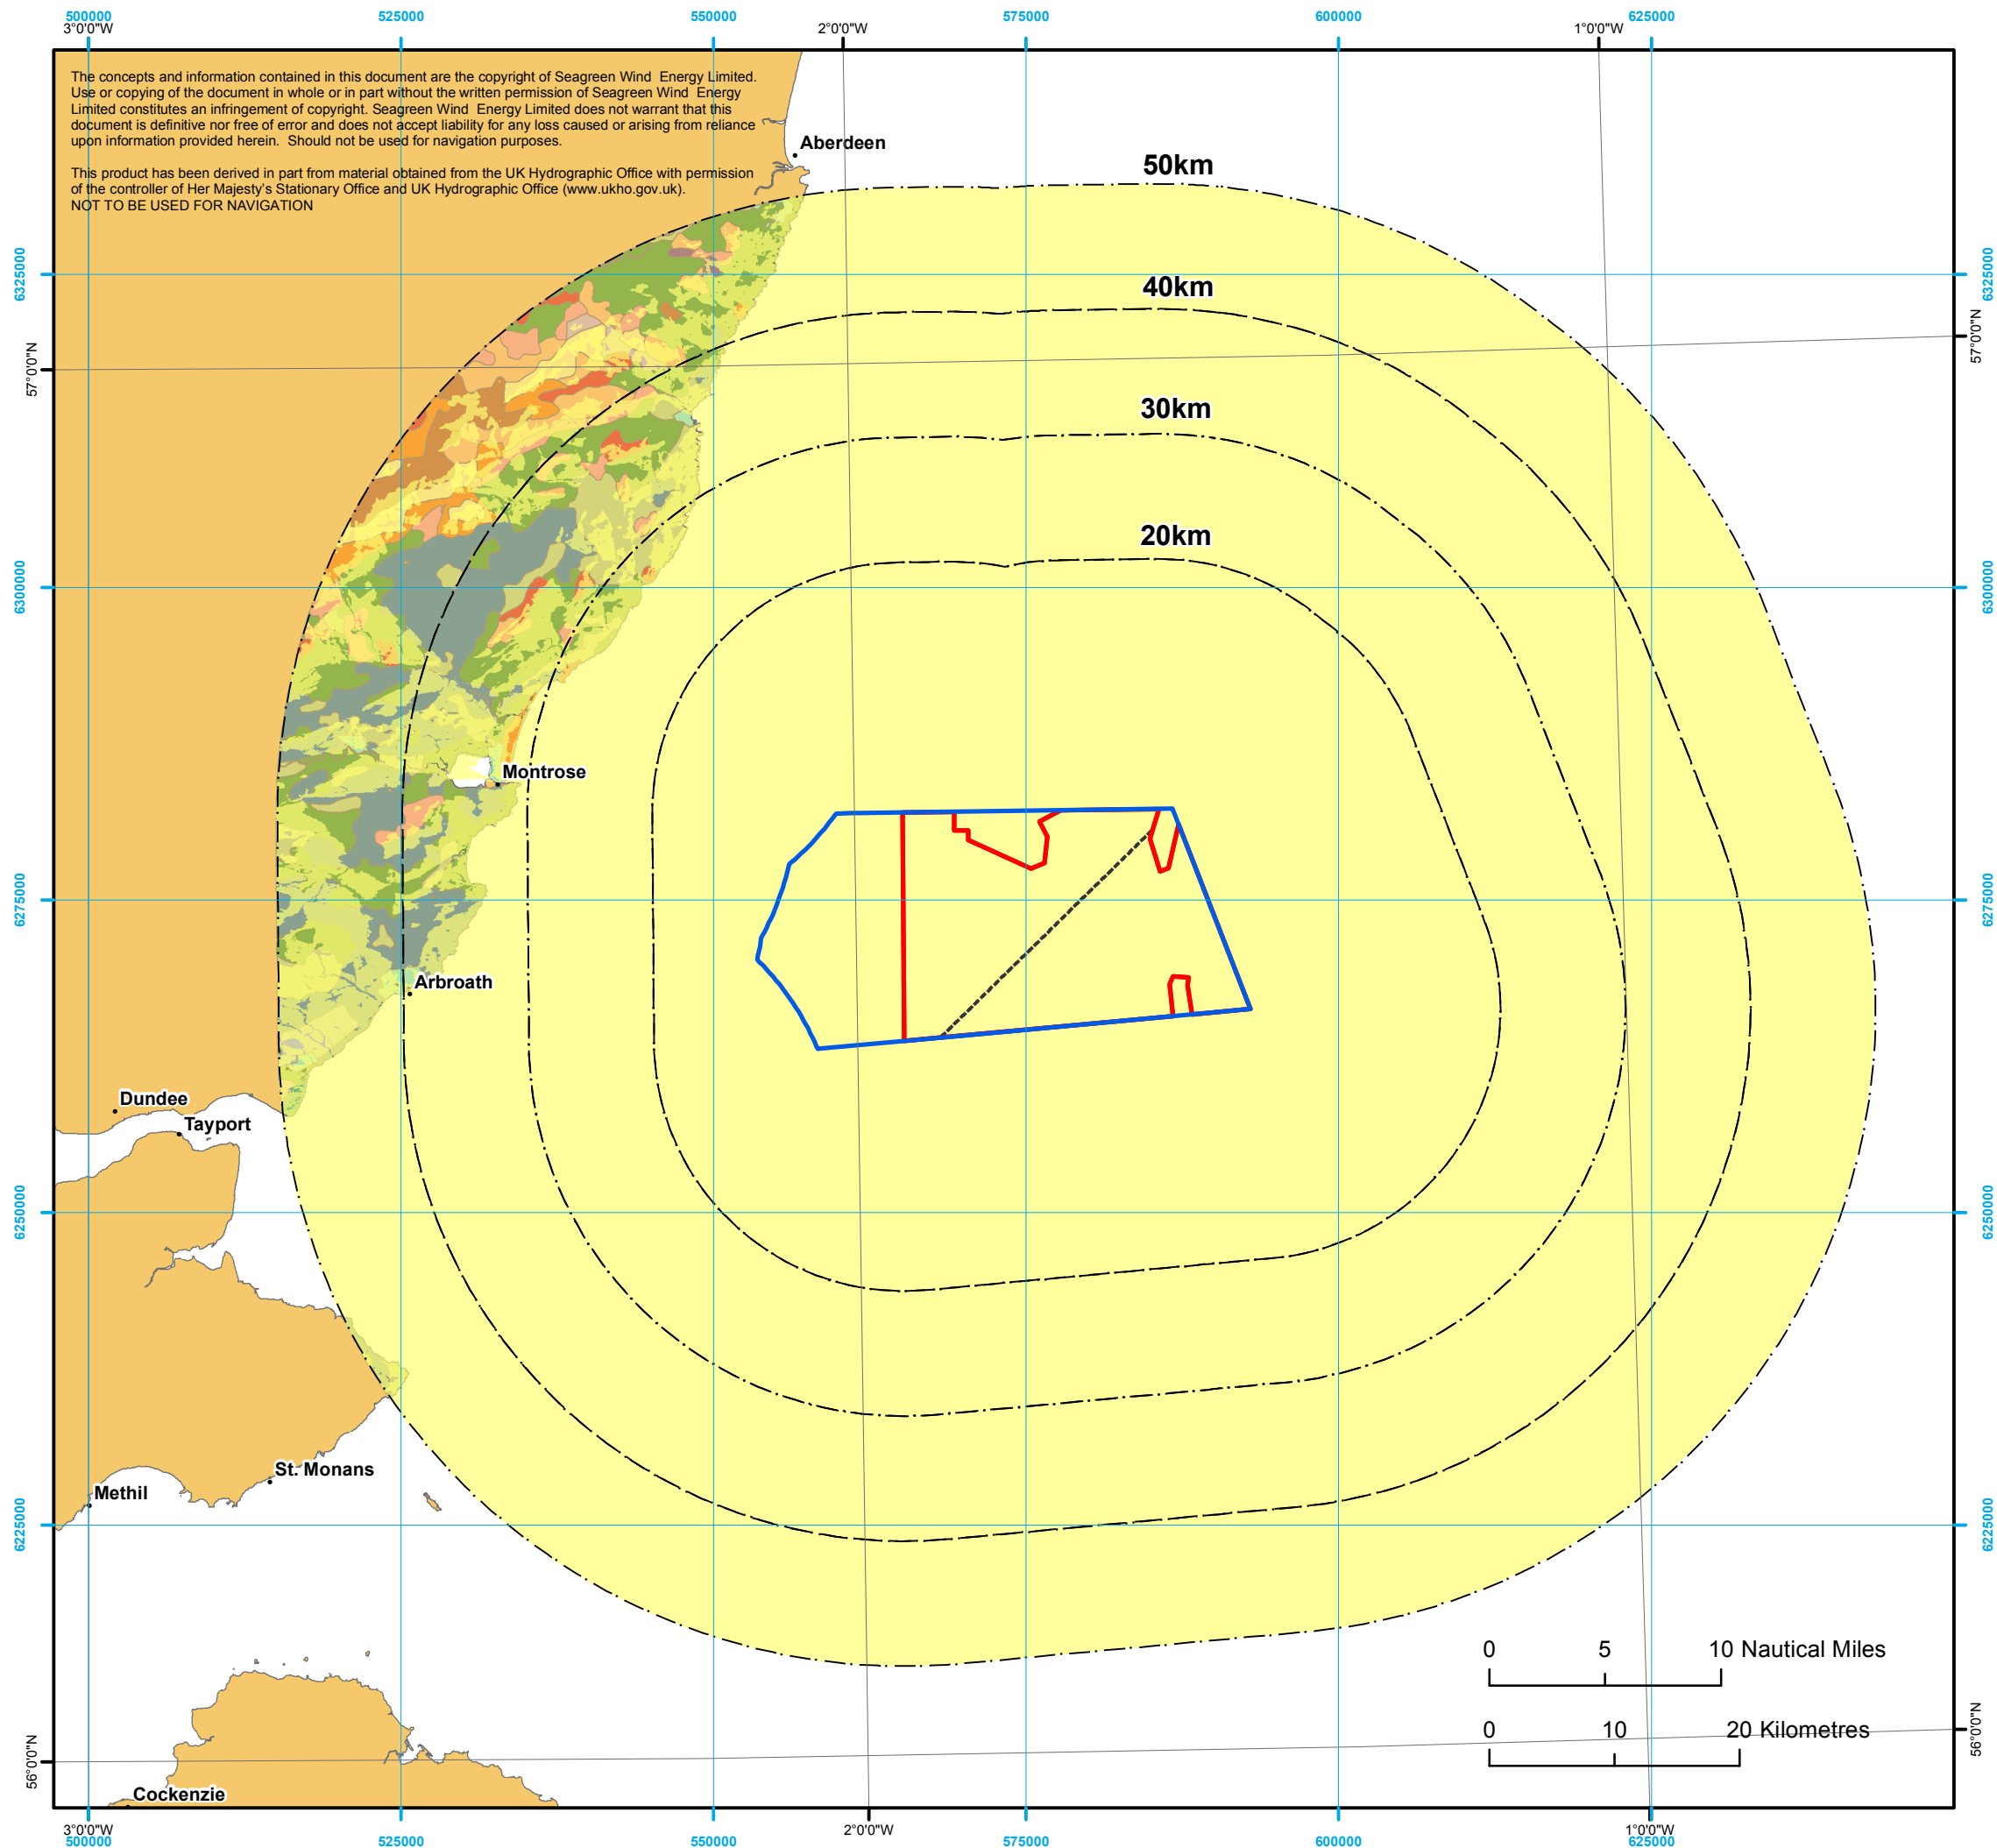 500000 525000 550000 575000 600000 625000
3°0'0"W 2°0'0"W 1°0'0"W
The concepts and information contained in this document are the copyright of Seagreen Wind Energy Limited.
Use or copying of the document in whole or in part without the written permission of Seagreen Wind Energy
Limited constitutes an infringement of copyright. Seagreen Wind Energy Limited does not warrant that this
document is definitive nor free of error and does not accept liability for any loss caused or arising from reliance
upon information provided herein. Should not be used for navigation purposes.
This product has been derived in part from material obtained from the UK Hydrographic Office with permission
of the controller of Her Majesty's Stationary Office and UK Hydrographic Office (www.ukho.gov.uk).
NOT TO BE USED FOR NAVIGATION
Aberdeen
50km
6325000 6325000
40km
57°0'0"N 57°0'0"N
30km
20km
6300000 6300000
Montrose
6275000 6275000
Arbroath
Dundee
Tayport
6250000 6250000
St. Monans
Methil
6225000 6225000
0 5 10 Nautical Miles
0 10 20 Kilometres
56°0'0"N 56°0'0"N
Cockenzie
3°0'0"W 2°0'0"W 1°0'0"W
500000 525000 550000 575000 600000 625000